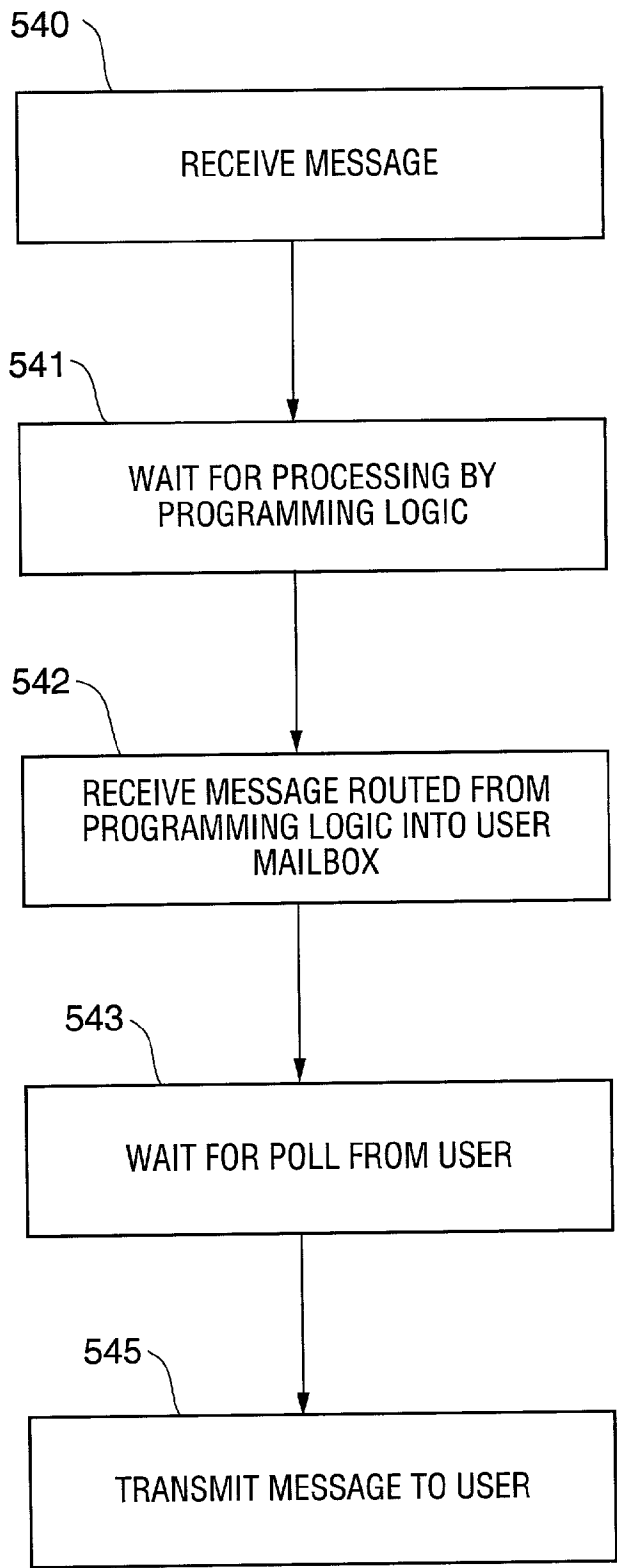 540
RECEIVE MESSAGE
541
WAIT FOR PROCESSING BY
PROGRAMMING LOGIC
542
RECEIVE MESSAGE ROUTED FROM
PROGRAMMING LOGIC INTO USER
MAILBOX
543
WAIT FOR POLL FROM USER
545
TRANSMIT MESSAGE TO USER